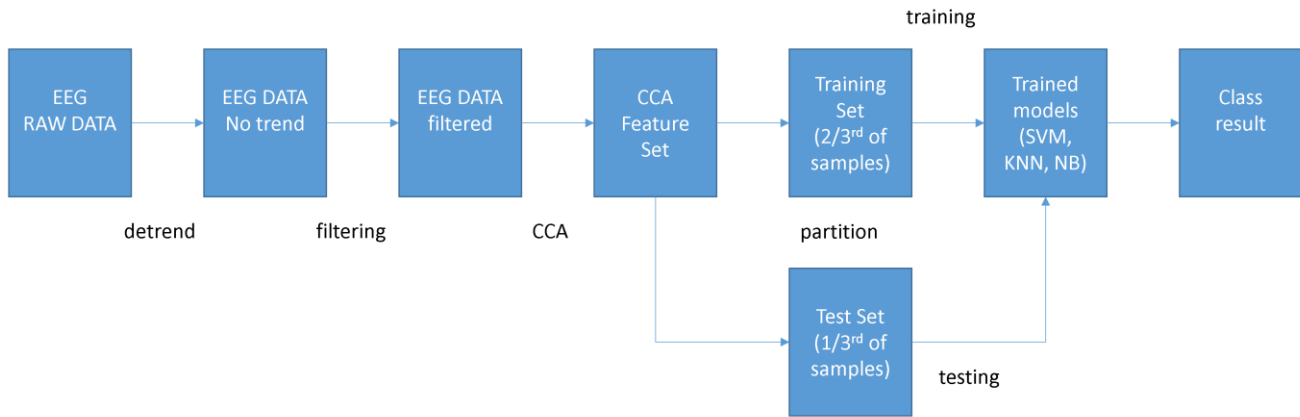 training
EEG
RAW DATA
EEG DATA
No trend
EEG DATA
filtered
CCA
Feature
Set
Training
Set
(2/3rd of
samples)
Trained
models
(SVM,
KNN, NB)
Class
result
detrend
filtering
CCA
partition
Test Set
(1/3rd of
samples)
testing